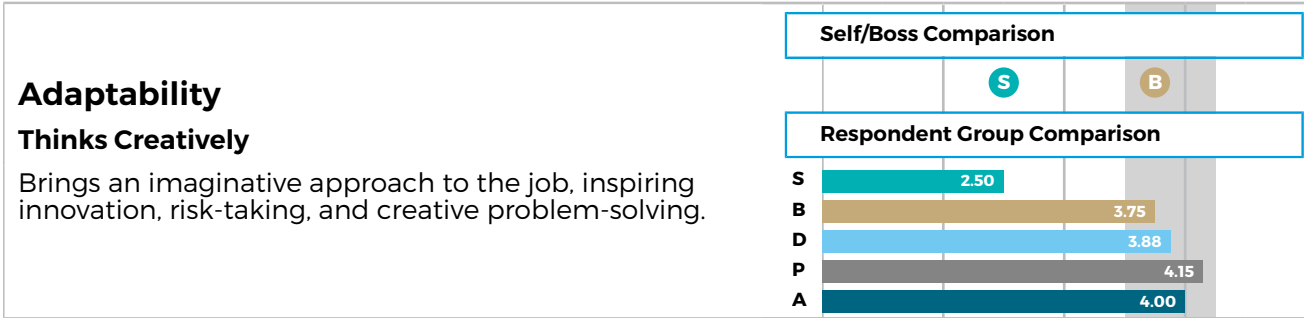 Adaptability
Thinks Creatively
Brings an imaginative approach to the job, inspiring
innovation, risk-taking, and creative problem-solving.
Self/Boss Comparison
S B
Respondent Group Comparison
S 2.50
B 3.75
D 3.88
P 4.15
A 4.00